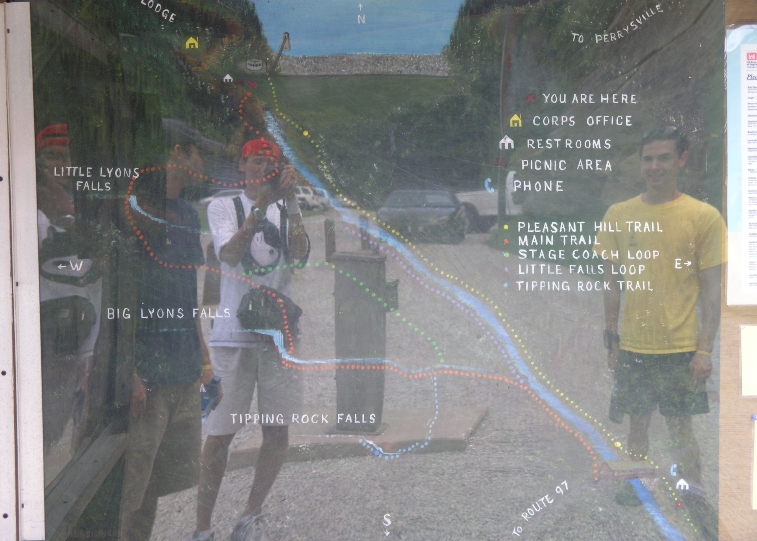 LODGE
N
TO PERRYSVILLE
YOU ARE HERE
CORPS OFFICE
RESTROOMS
PICNIC AREA
PHONE
LITTLE LYONS
FALLS
PLEASANT HILL TRAIL
MAIN TRAIL
STAGE COACH LOOP
LITTLE FALLS LOOP
TIPPING ROCK TRAIL
←W
E→
BIG LYONS FALLS
TIPPING ROCK FALLS
S
TO ROUTE 97